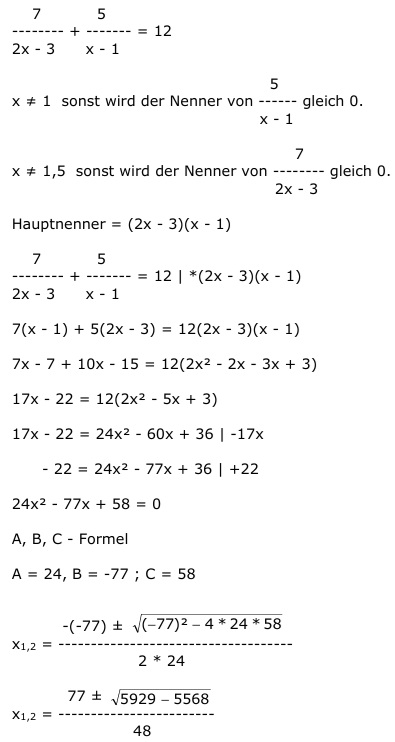 7 5
-------- + ------- = 12
2x - 3 x - 1
5
x ≠ 1 sonst wird der Nenner von ------ gleich 0.
x - 1
7
x ≠ 1,5 sonst wird der Nenner von -------- gleich 0.
2x - 3
Hauptnenner = (2x - 3)(x - 1)
7 5
-------- + ------- = 12 | *(2x - 3)(x - 1)
2x - 3 x - 1
7(x - 1) + 5(2x - 3) = 12(2x - 3)(x - 1)
7x - 7 + 10x - 15 = 12(2x² - 2x - 3x + 3)
17x - 22 = 12(2x² - 5x + 3)
17x - 22 = 24x² - 60x + 36 | -17x
- 22 = 24x² - 77x + 36 | +22
24x² - 77x + 58 = 0
A, B, C - Formel
A = 24, B = -77 ; C = 58
-(-77) ± √(−77)² − 4 * 24 * 58
x1,2 = -------------------------------------
2 * 24
77 ± √5929 − 5568
x1,2 = ------------------------
48